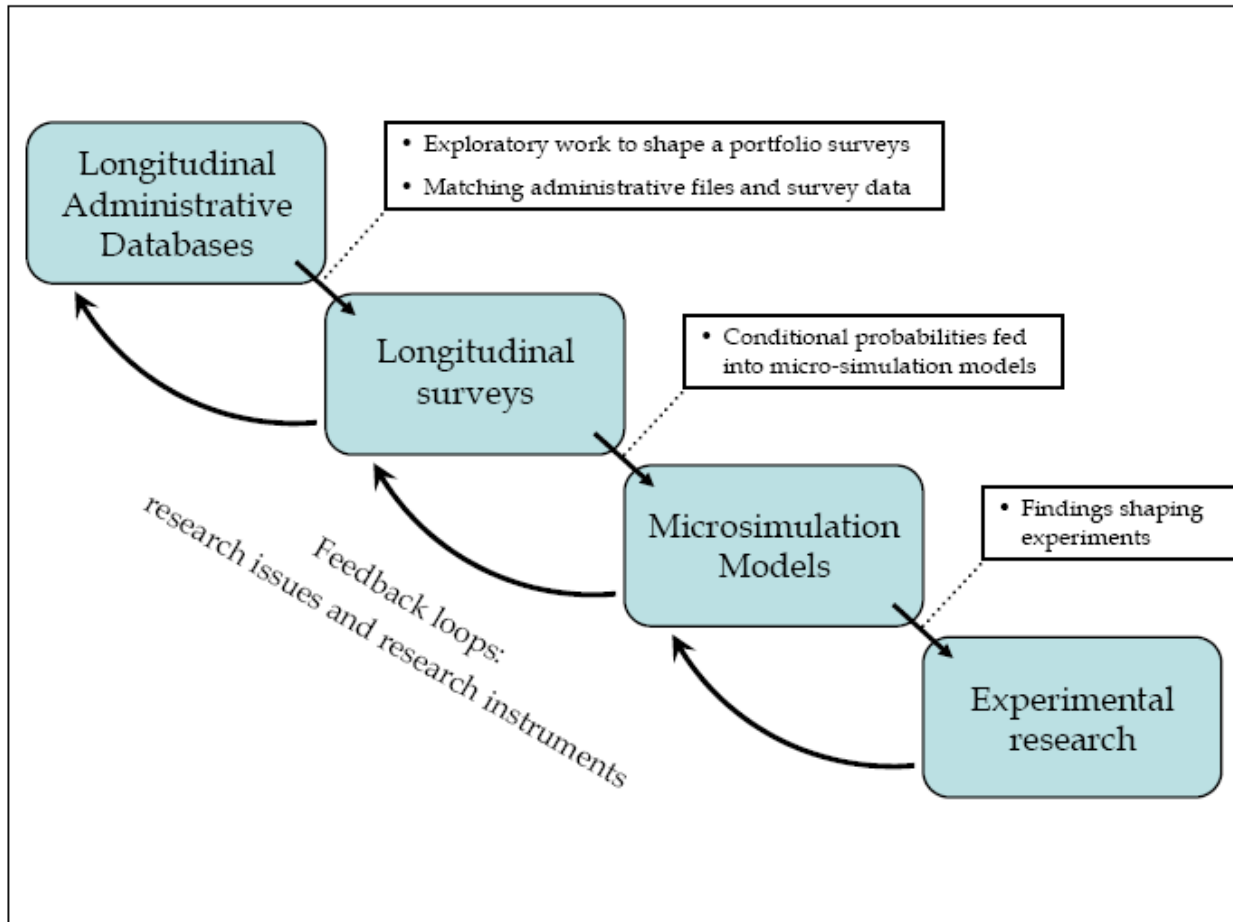 Longitudinal
Administrative
Databases
• Exploratory work to shape a portfolio surveys
• Matching administrative files and survey data
Longitudinal
surveys
• Conditional probabilities fed
into micro-simulation models
Microsimulation
Models
• Findings shaping
experiments
Experimental
research
Feedback loops:
research issues and research instruments